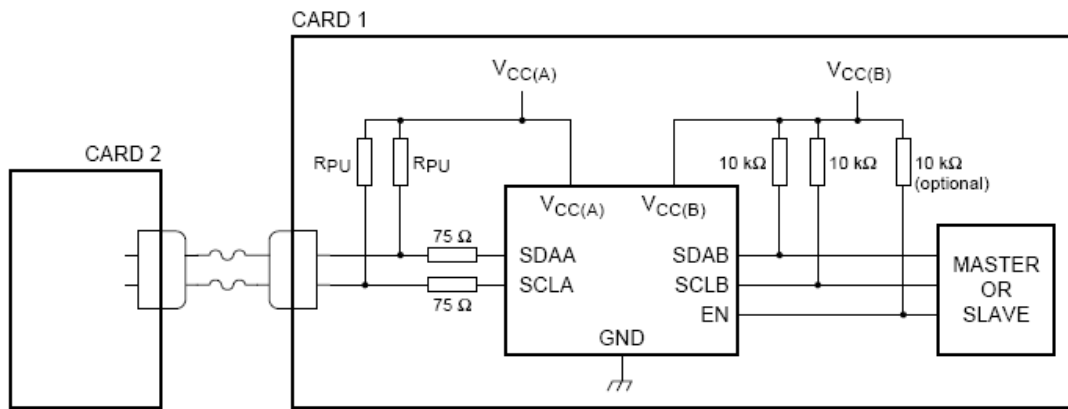 CARD 1
VCC(A)
VCC(B)
CARD 2
RPU
RPU
10 kΩ
10 kΩ
10 kΩ
(optional)
VCC(A)
VCC(B)
75 Ω
SDAA
SDAB
SCLA
SCLB
75 Ω
EN
GND
MASTER
OR
SLAVE